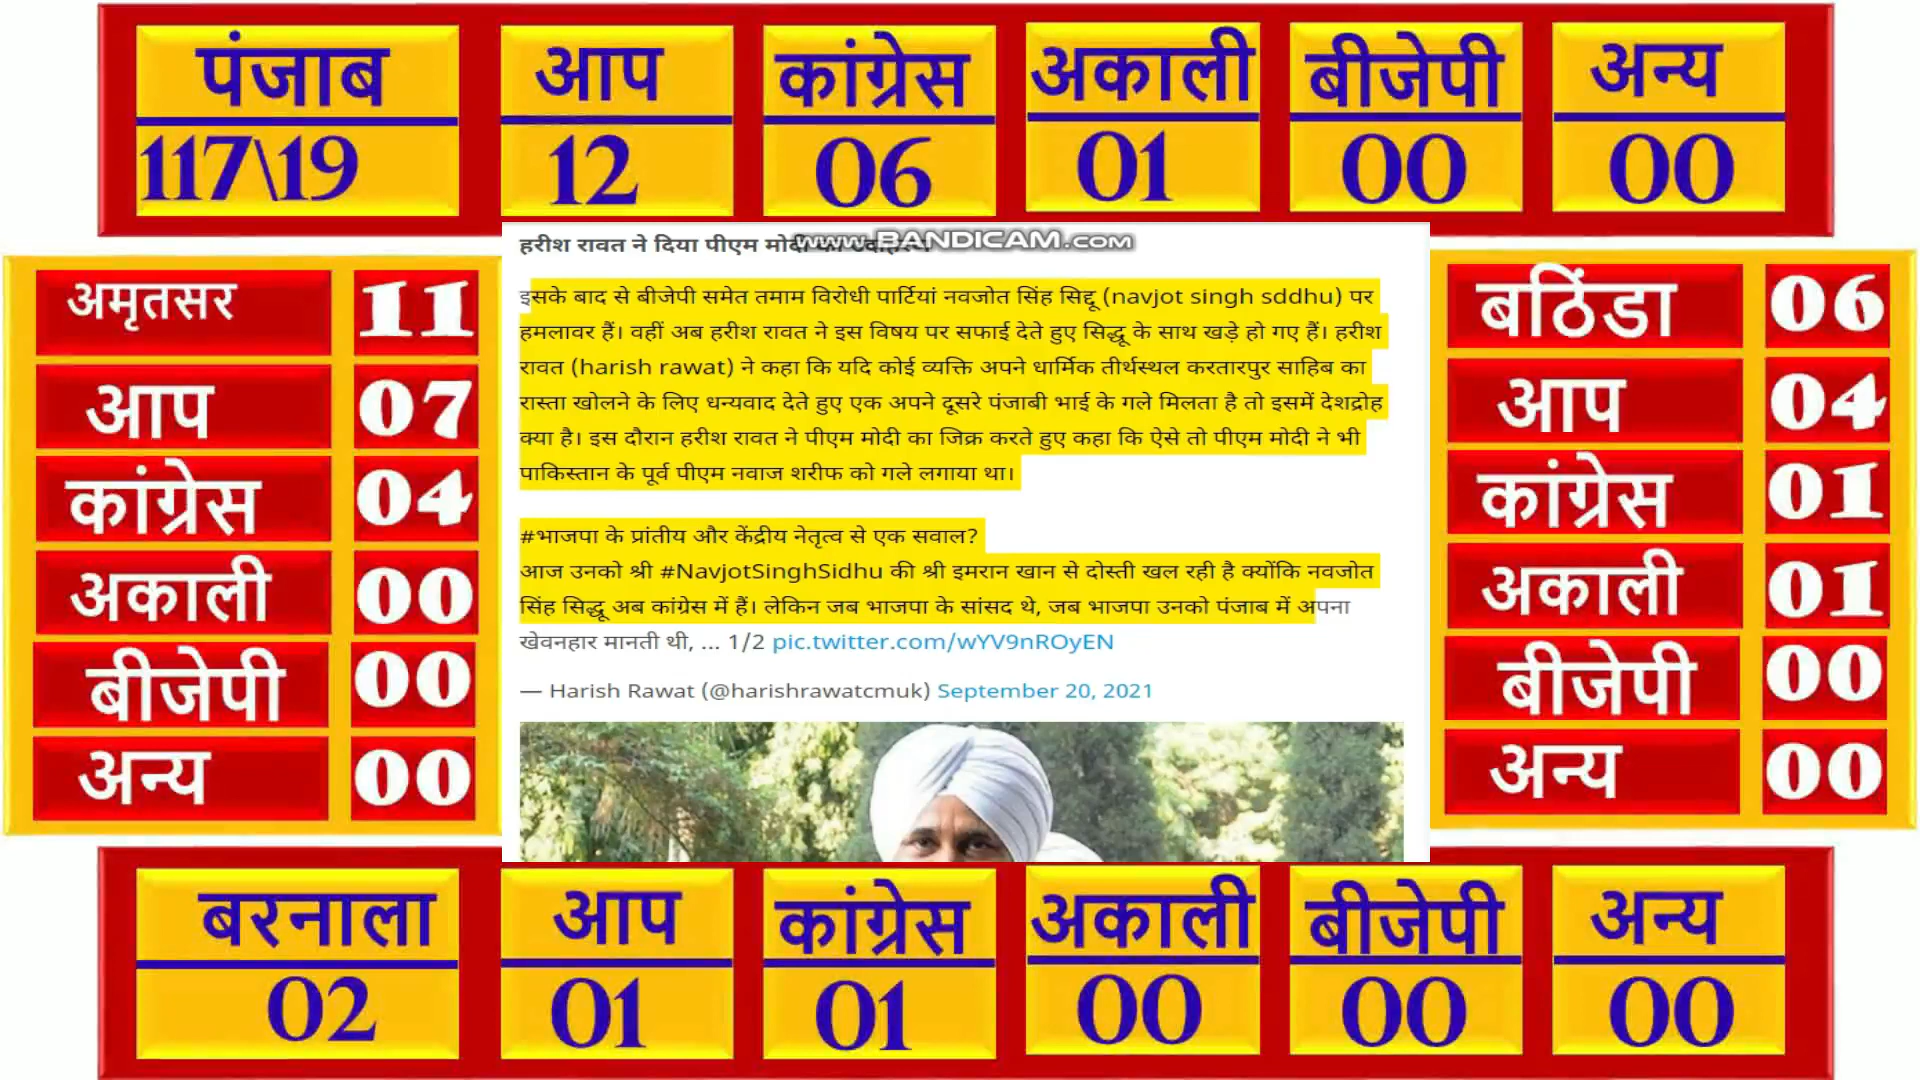 पंजाब
117\19
आप
12
कांग्रेस
06
अकाली
01
बीजेपी
00
अन्य
00
अमृतसर 11
आप 07
कांग्रेस 04
अकाली 00
बीजेपी 00
अन्य 00
www.BANDICAM.com
हरीश रावत ने दिया पीएम मोदी
इसके बाद से बीजेपी समेत तमाम विरोधी पार्टियां नवजोत सिंह सिद्दू (navjot singh sddhu) पर
हमलावर हैं। वहीं अब हरीश रावत ने इस विषय पर सफाई देते हुए सिद्धू के साथ खड़े हो गए हैं। हरीश
रावत (harish rawat) ने कहा कि यदि कोई व्यक्ति अपने धार्मिक तीर्थस्थल करतारपुर साहिब का
रास्ता खोलने के लिए धन्यवाद देते हुए एक अपने दूसरे पंजाबी भाई के गले मिलता है तो इसमें देशद्रोह
क्या है। इस दौरान हरीश रावत ने पीएम मोदी का जिक्र करते हुए कहा कि ऐसे तो पीएम मोदी ने भी
पाकिस्तान के पूर्व पीएम नवाज शरीफ को गले लगाया था।
#भाजपा के प्रांतीय और केंद्रीय नेतृत्व से एक सवाल?
आज उनको श्री #NavjotSinghSidhu की श्री इमरान खान से दोस्ती खल रही है क्योंकि नवजोत
सिंह सिद्धू अब कांग्रेस में हैं। लेकिन जब भाजपा के सांसद थे, जब भाजपा उनको पंजाब में अपना
खेवनहार मानती थी, ... 1/2 pic.twitter.com/wYV9nROyEN
— Harish Rawat (@harishrawatcmuk) September 20, 2021
बठिंडा 06
आप 04
कांग्रेस 01
अकाली 01
बीजेपी 00
अन्य 00
बरनाला
02
आप
01
कांग्रेस
01
अकाली
00
बीजेपी
00
अन्य
00